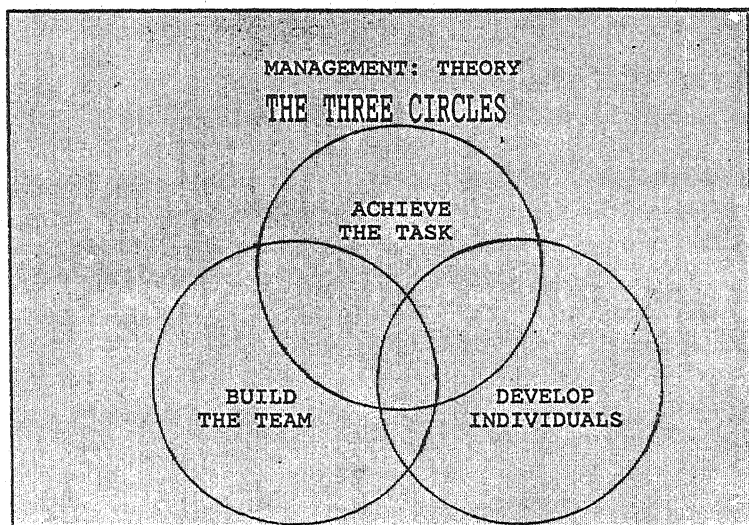 MANAGEMENT: THEORY
THE THREE CIRCLES
ACHIEVE
THE TASK
BUILD
THE TEAM
DEVELOP
INDIVIDUALS